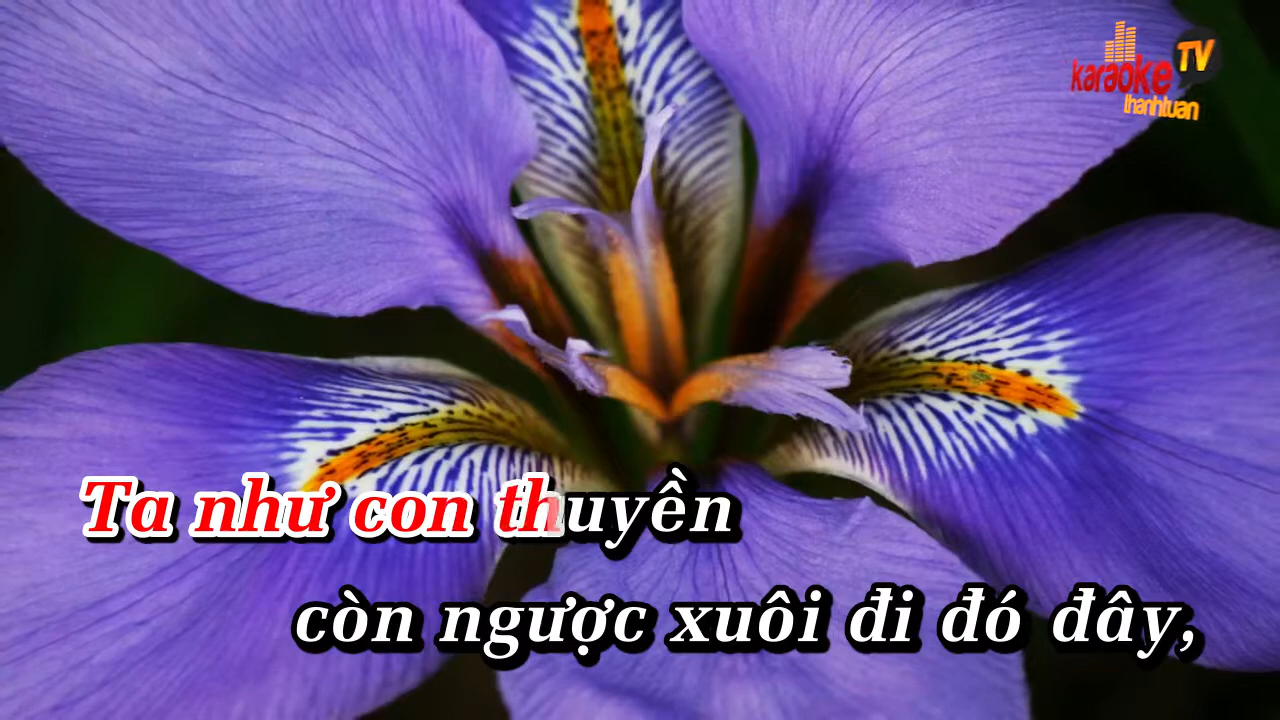 karaoke TV
thanhtuan
Ta như con thuyền
còn ngược xuôi đi đó đây,